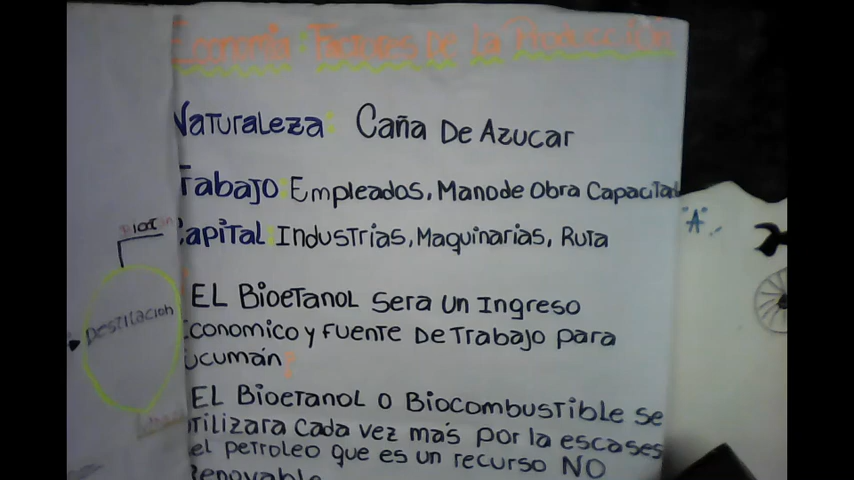 Economía: Factores De la Producción
Naturaleza: Caña De Azucar
Trabajo: Empleados, Mano de Obra Capacitada
Capital: Industrias, Maquinarias, Ruta
EL Bioetanol Sera un Ingreso
Economico y Fuente De Trabajo para
Tucumán
EL Bioetanol o Biocombustible se
utilizara cada vez más por la escases
del petroleo que es un recurso NO
Renovable
Destilacion
"A"